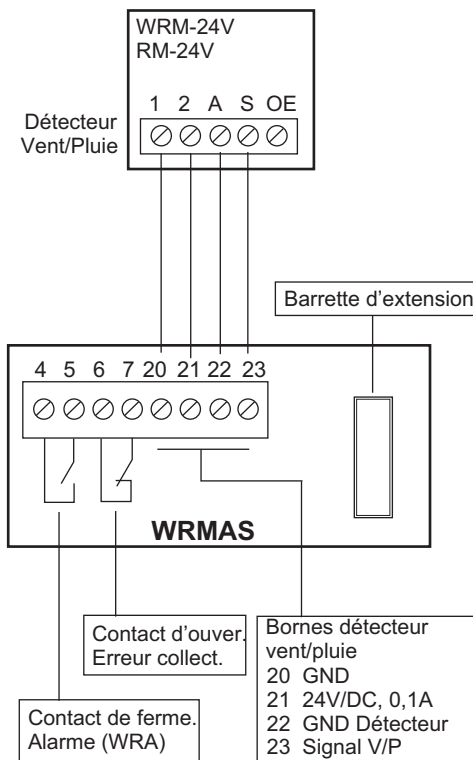 WRM-24V
RM-24V
1 2 A S OE
Détecteur
Vent/Pluie
Barrette d'extension
4 5 6 7 20 21 22 23
WRMAS
Contact d'ouver.
Erreur collect.
Contact de ferme.
Alarme (WRA)
Bornes détecteur
vent/pluie
20 GND
21 24V/DC, 0,1A
22 GND Détecteur
23 Signal V/P